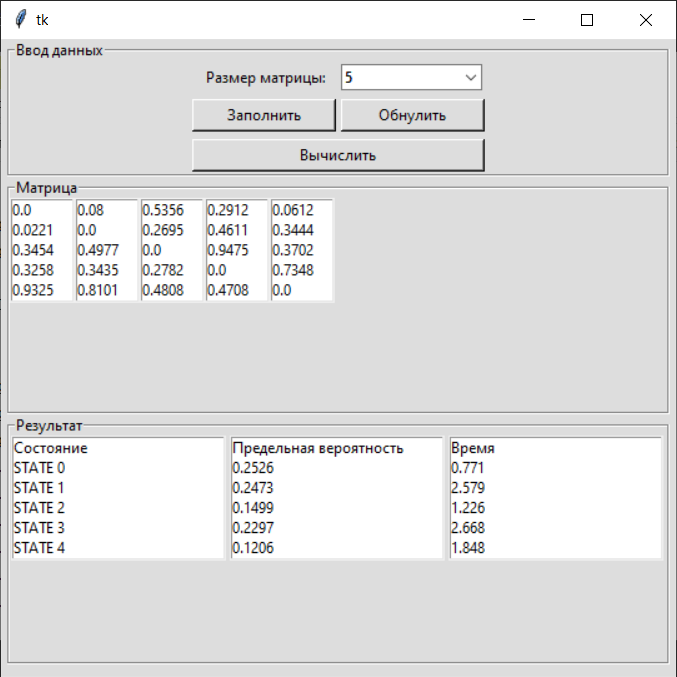 tk
Ввод данных
Размер матрицы: 5
Заполнить Обнулить
Вычислить
Матрица
0.0 0.08 0.5356 0.2912 0.0612
0.0221 0.0 0.2695 0.4611 0.3444
0.3454 0.4977 0.0 0.9475 0.3702
0.3258 0.3435 0.2782 0.0 0.7348
0.9325 0.8101 0.4808 0.4708 0.0
Результат
Состояние Предельная вероятность Время
STATE 0 0.2526 0.771
STATE 1 0.2473 2.579
STATE 2 0.1499 1.226
STATE 3 0.2297 2.668
STATE 4 0.1206 1.848